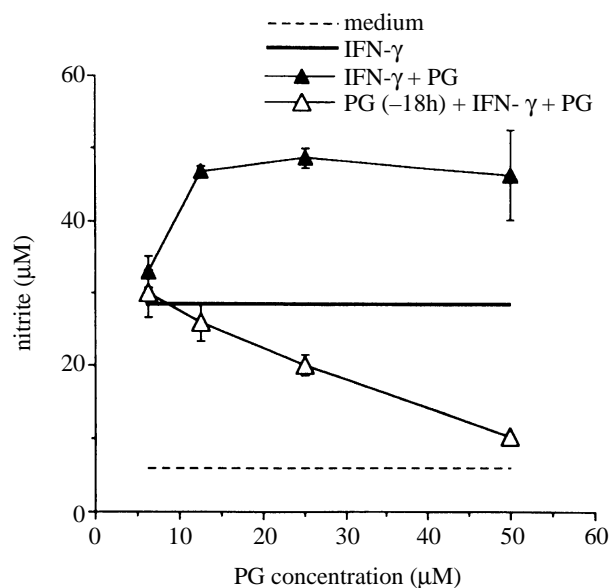 medium
IFN-γ
IFN-γ + PG
PG (–18h) + IFN- γ + PG
60
40
20
0
nitrite (μM)
0 10 20 30 40 50 60
PG concentration (μM)